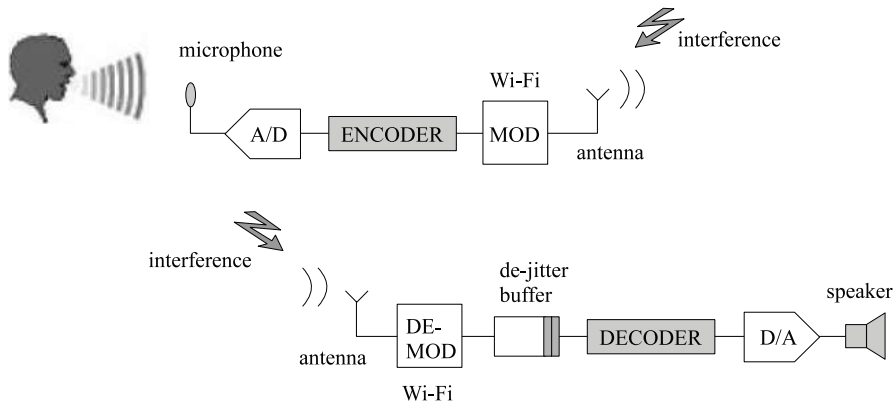 microphone
interference
Wi-Fi
A/D
ENCODER
MOD
antenna
interference
de-jitter
buffer
speaker
DE-
MOD
DECODER
D/A
antenna
Wi-Fi